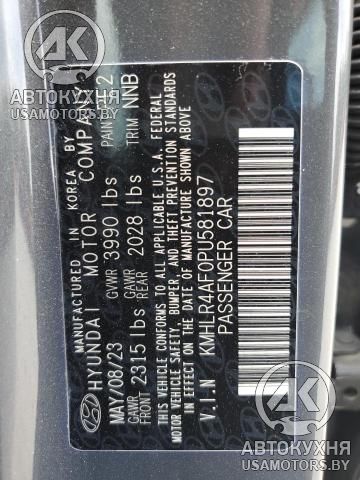 MANUFACTURED IN KOREA BY
HYUNDAI MOTOR COMPANY
MAY/08/23 GVWR 3990 lbs
GAWR FRONT 2315 lbs GAWR REAR 2028 lbs TRIM NNB
THIS VEHICLE CONFORMS TO ALL APPLICABLE U.S.A. FEDERAL
MOTOR VEHICLE SAFETY, BUMPER, AND THEFT PREVENTION STANDARDS
IN EFFECT ON THE DATE OF MANUFACTURE SHOWN ABOVE
V.I.N KMHLR4AF0PU581897
PASSENGER CAR
АК АВТОКУХНЯ
USAMOTORS.BY
АК АВТОКУХНЯ
USAMOTORS.BY